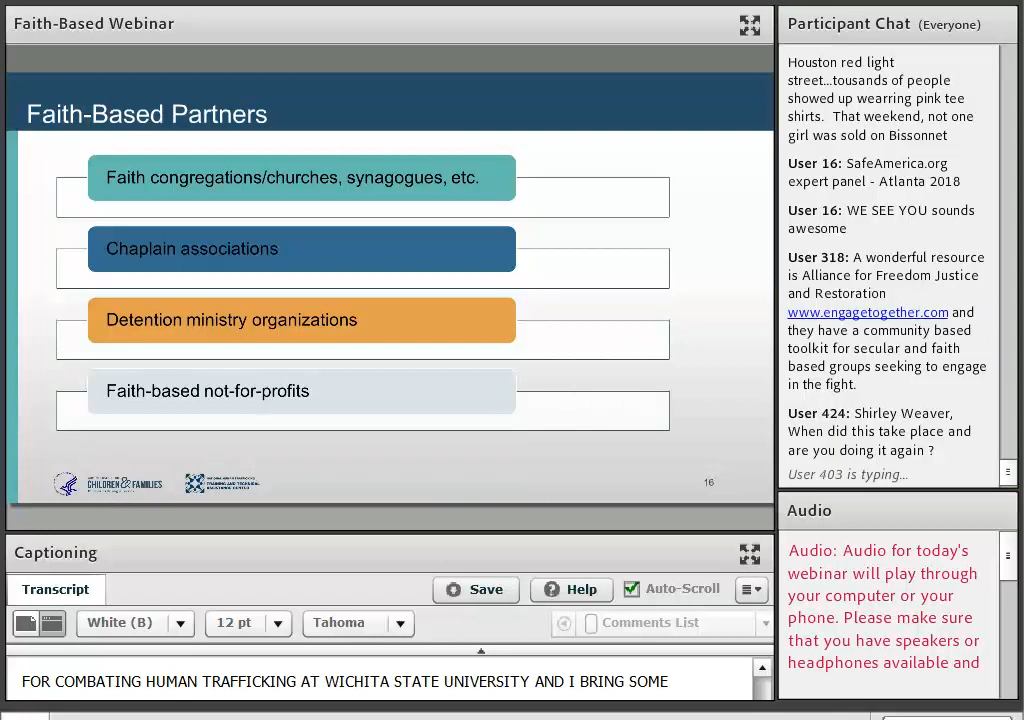 Faith-Based Webinar
Faith-Based Partners
Faith congregations/churches, synagogues, etc.
Chaplain associations
Detention ministry organizations
Faith-based not-for-profits
CHILDREN & FAMILIES
TRAINING AND TECHNICAL
ASSISTANCE CENTER
16
Participant Chat (Everyone)
Houston red light
street...tousands of people
showed up wearring pink tee
shirts.  That weekend, not one
girl was sold on Bissonnet
User 16: SafeAmerica.org
expert panel - Atlanta 2018
User 16: WE SEE YOU sounds
awesome
User 318: A wonderful resource
is Alliance for Freedom Justice
and Restoration
www.engagetogether.com and
they have a community based
toolkit for secular and faith
based groups seeking to engage
in the fight.
User 424: Shirley Weaver,
When did this take place and
are you doing it again ?
User 403 is typing...
Audio
Audio: Audio for today's
webinar will play through
your computer or your
phone. Please make sure
that you have speakers or
headphones available and
Captioning
Transcript
Save
Help
Auto-Scroll
White (B)
12 pt
Tahoma
Comments List
FOR COMBATING HUMAN TRAFFICKING AT WICHITA STATE UNIVERSITY AND I BRING SOME